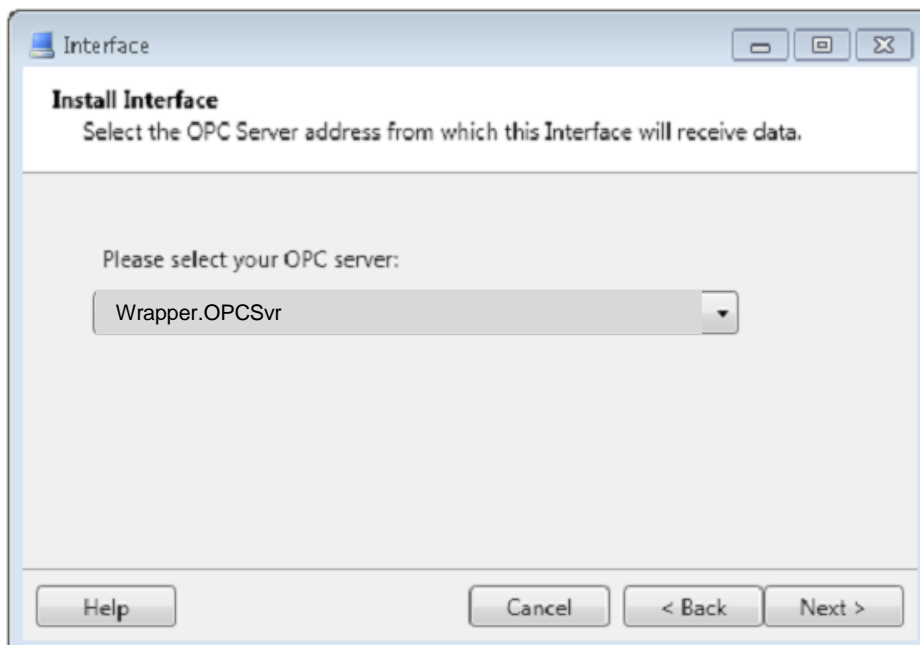 Interface
Install Interface
Select the OPC Server address from which this Interface will receive data.
Please select your OPC server:
Wrapper.OPCSvr
Help
Cancel
< Back
Next >